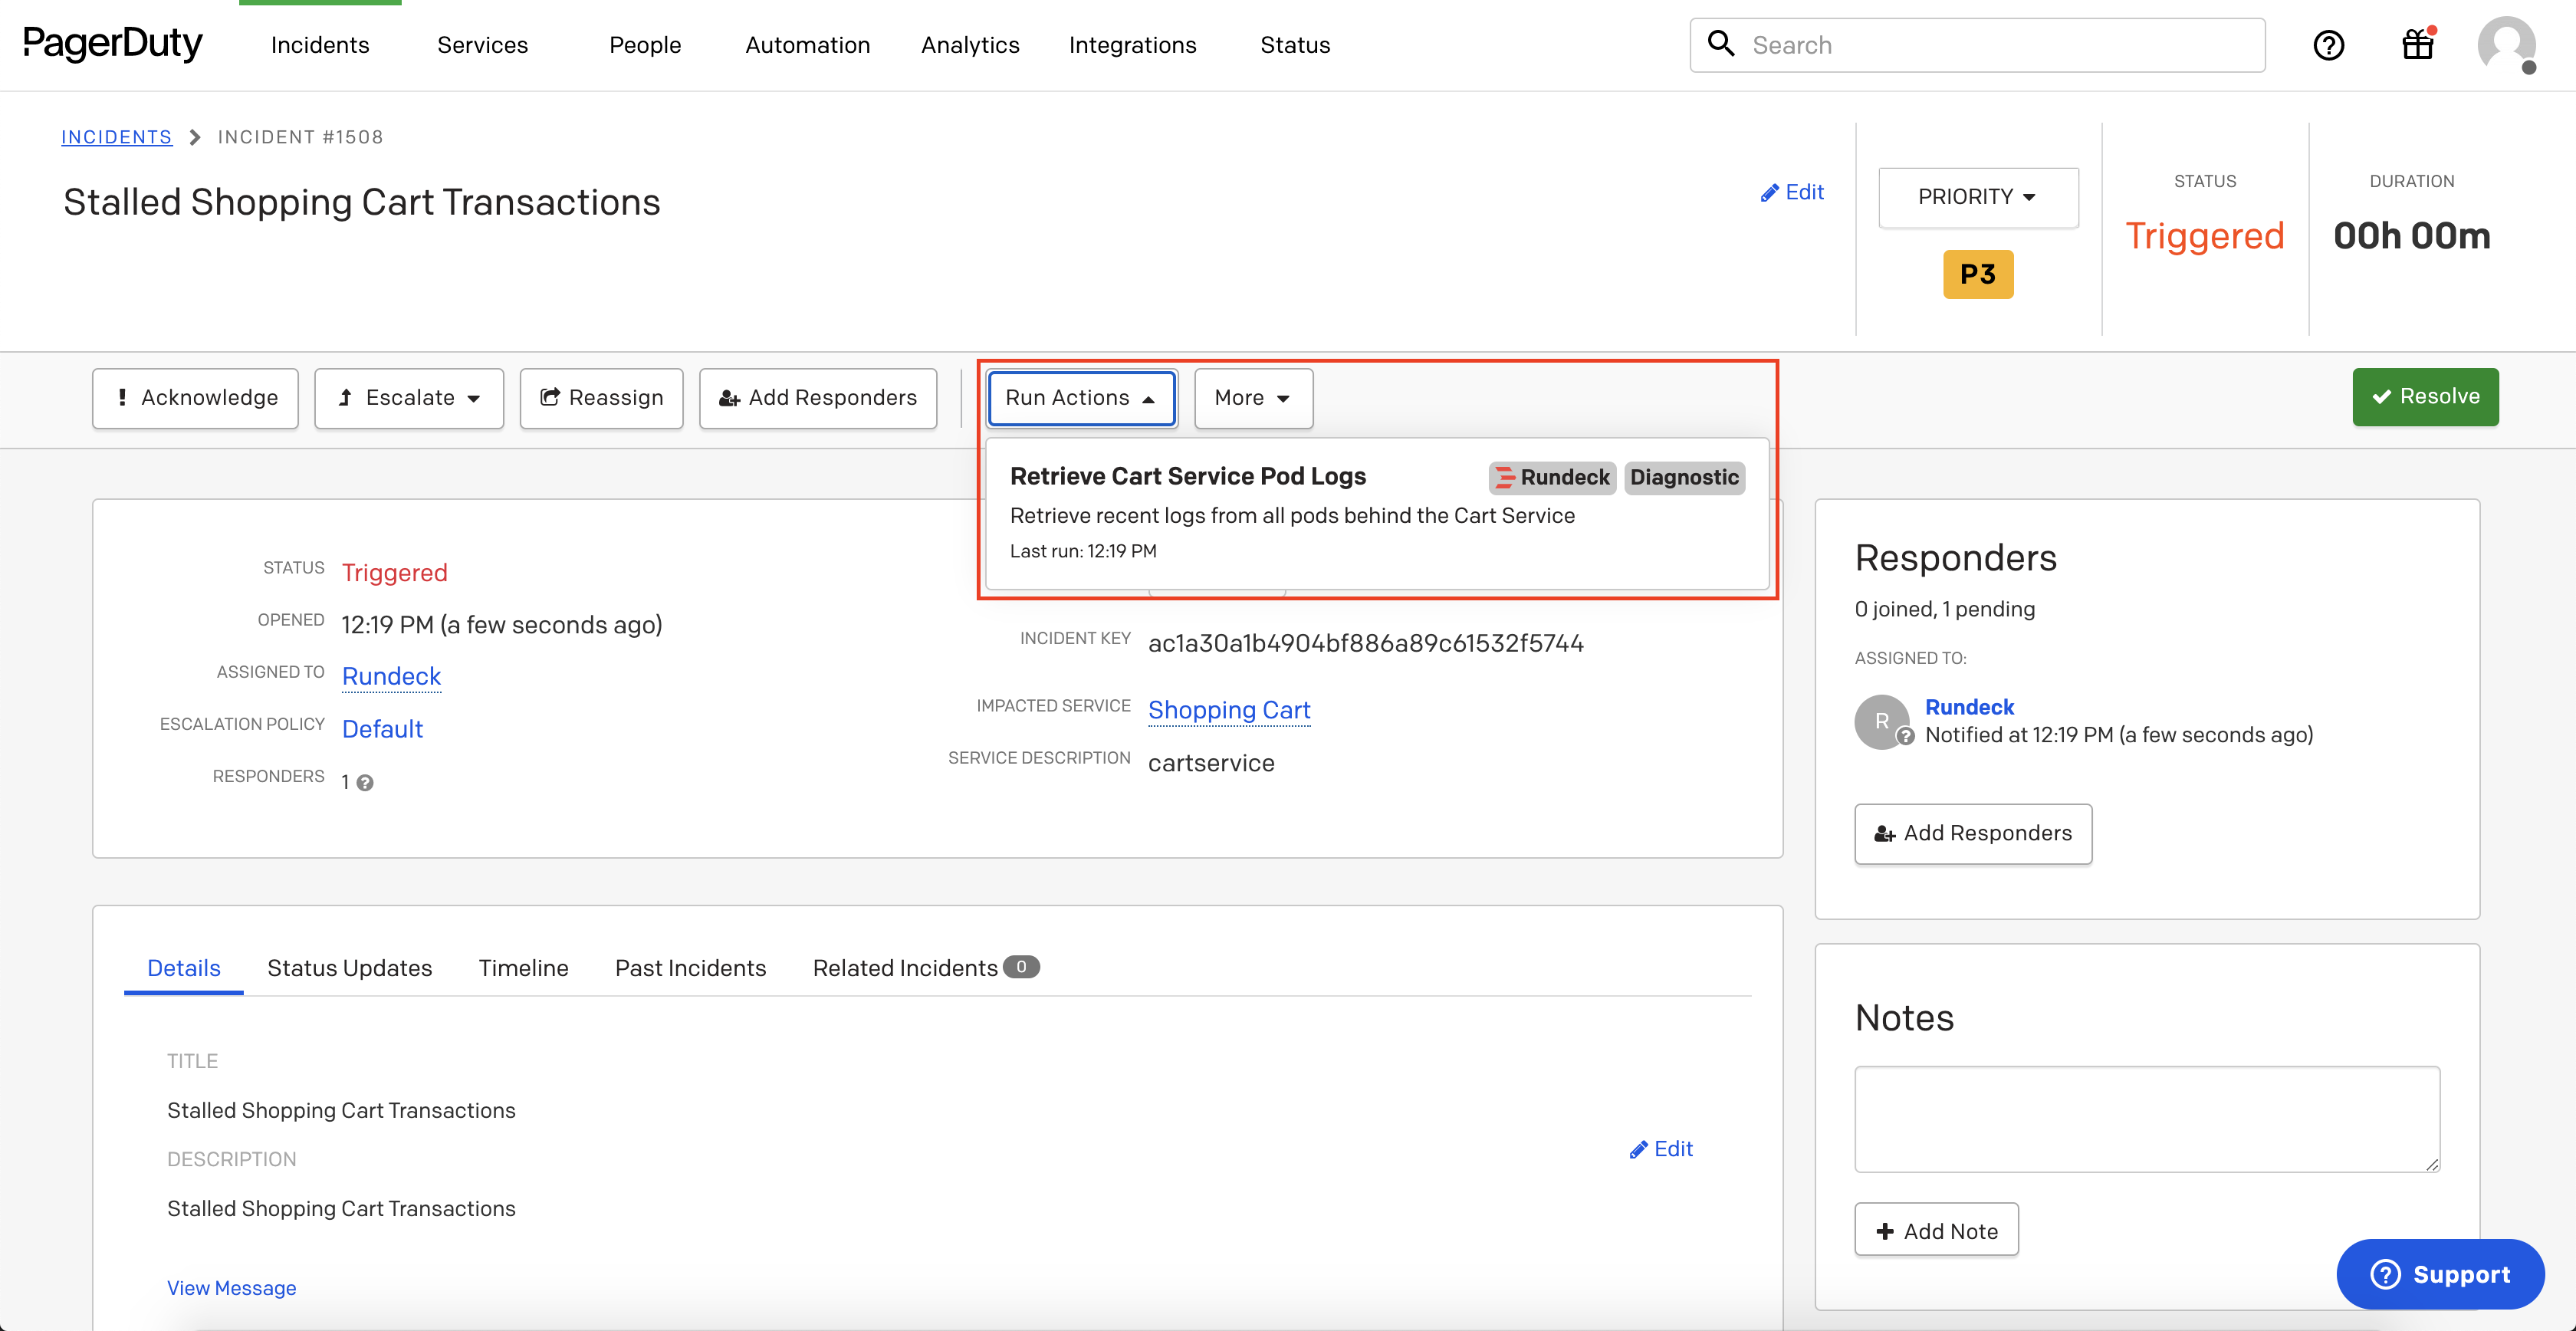 PagerDuty
Incidents
Services
People
Automation
Analytics
Integrations
Status
Search
INCIDENTS
INCIDENT #1508
Stalled Shopping Cart Transactions
Edit
PRIORITY
P3
STATUS
Triggered
DURATION
00h 00m
Acknowledge
Escalate
Reassign
Add Responders
Run Actions
More
Resolve
Retrieve Cart Service Pod Logs
Rundeck
Diagnostic
Retrieve recent logs from all pods behind the Cart Service
Last run: 12:19 PM
STATUS Triggered
OPENED 12:19 PM (a few seconds ago)
ASSIGNED TO Rundeck
ESCALATION POLICY Default
RESPONDERS 1
INCIDENT KEY ac1a30a1b4904bf886a89c61532f5744
IMPACTED SERVICE Shopping Cart
SERVICE DESCRIPTION cartservice
Responders
0 joined, 1 pending
ASSIGNED TO:
R
Rundeck
Notified at 12:19 PM (a few seconds ago)
Add Responders
Details
Status Updates
Timeline
Past Incidents
Related Incidents 0
TITLE
Stalled Shopping Cart Transactions
DESCRIPTION
Edit
Stalled Shopping Cart Transactions
View Message
Notes
Add Note
Support